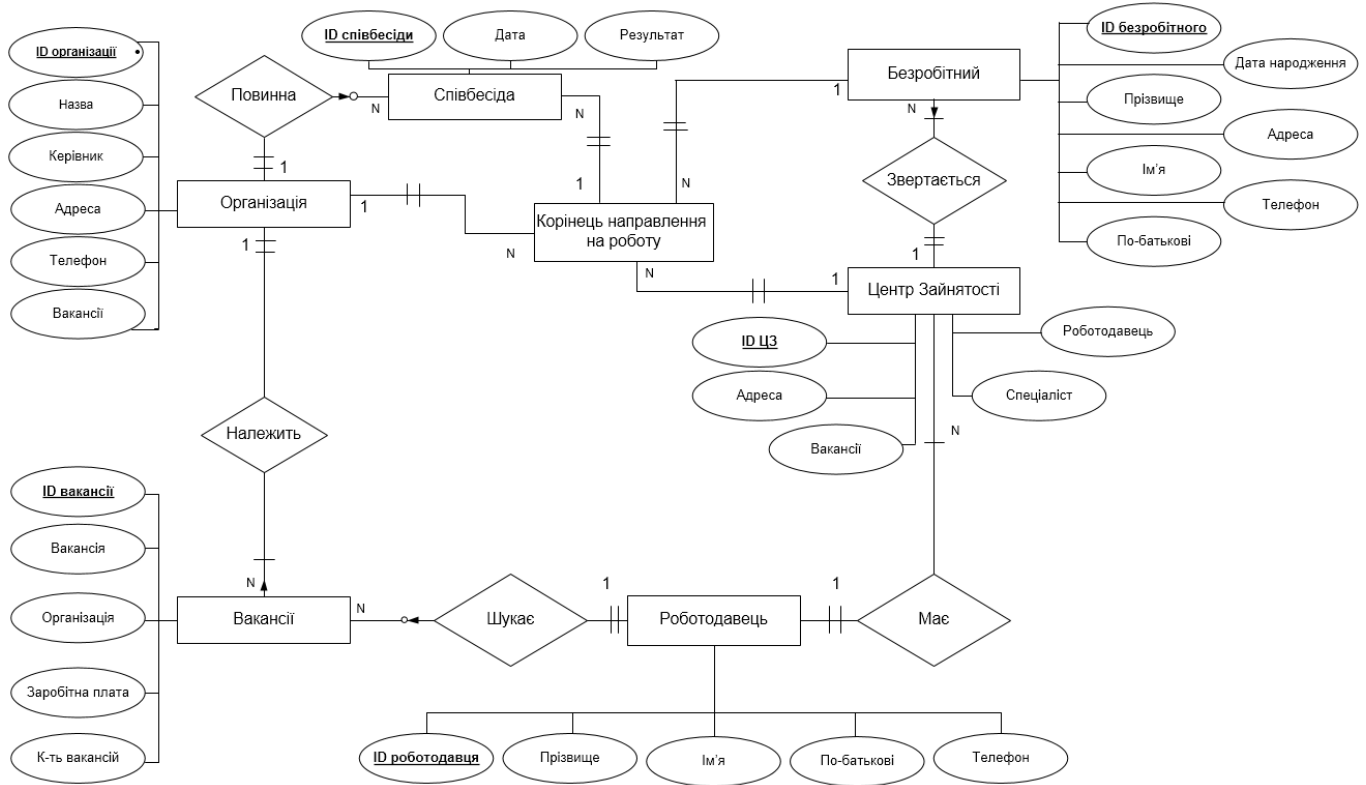 ID організації
Назва
Керівник
Адреса
Телефон
Вакансії
Повинна
ID співбесіди
Дата
Результат
Співбесіда
N
N
1
Організація
1
1
N
1
Корінець направлення
на роботу
N
N
1
Безробітний
1
N
ID безробітного
Дата народження
Прізвище
Адреса
Ім'я
Телефон
По-батькові
Звертається
1
Центр Зайнятості
ID ЦЗ
Адреса
Вакансії
Роботодавець
Спеціаліст
N
Належить
N
ID вакансії
Вакансія
Організація
Заробітна плата
К-ть вакансій
Вакансії
N
Шукає
1
Роботодавець
1
Має
ID роботодавця
Прізвище
Ім'я
По-батькові
Телефон